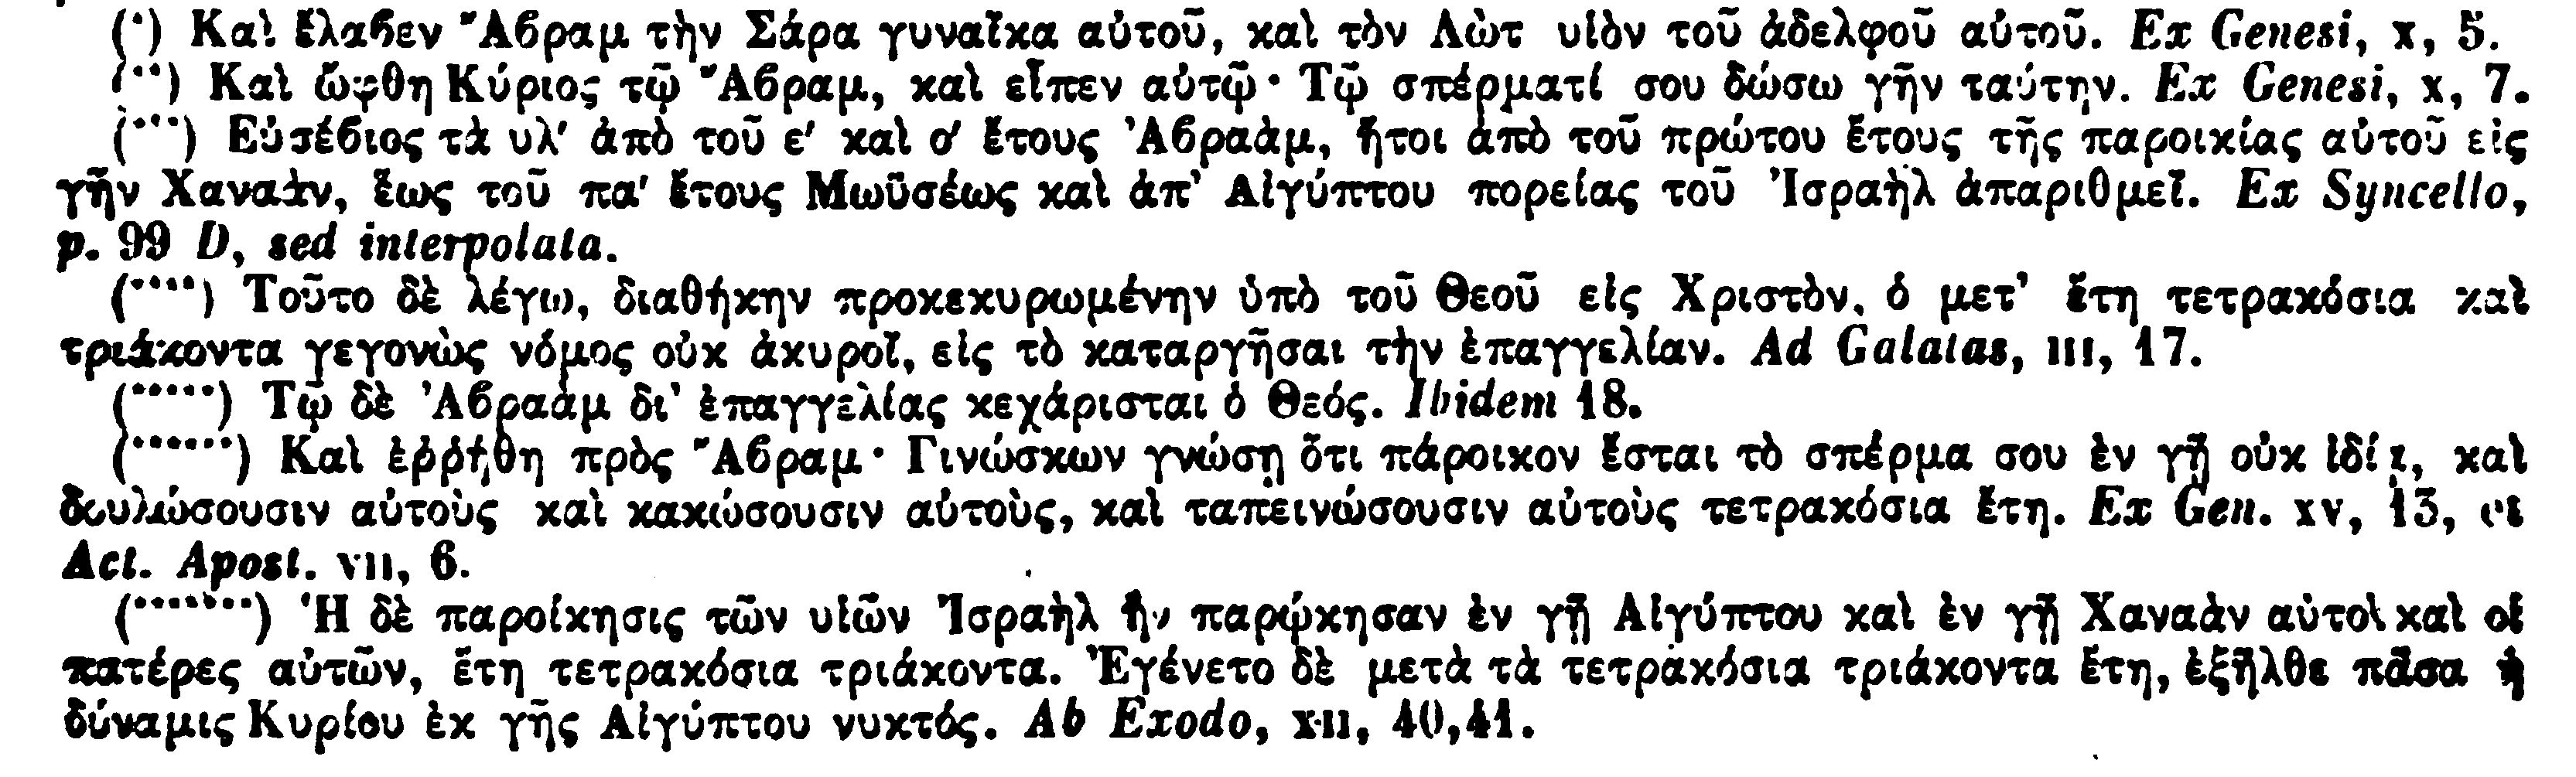 (*) Καὶ ἔλαβεν Ἄβραμ τὴν Σάρα γυναῖκα αὐτοῦ, καὶ τὸν Λὼτ υἱὸν τοῦ ἀδελφοῦ αὐτοῦ. Ex Genesi, x, 5.
(**) Καὶ ὤφθη Κύριος τῷ Ἄβραμ, καὶ εἶπεν αὐτῷ· Τῷ σπέρματί σου δώσω γῆν ταύτην. Ex Genesi, x, 7.
(***) Εὐσέβιος τὰ υλʹ ἀπὸ τοῦ εʹ καὶ οʹ ἔτους Ἀβραὰμ, ἤτοι ἀπὸ τοῦ πρώτου ἔτους τῆς παροικίας αὐτοῦ εἰς
γῆν Χαναὰν, ἕως τοῦ παʹ ἔτους Μωϋσέως καὶ ἀπ' Αἰγύπτου πορείας τοῦ Ἰσραὴλ ἀπαριθμεῖ. Ex Syncello,
p. 99 D, sed interpolata.
(****) Τοῦτο δὲ λέγω, διαθήκην προκεκυρωμένην ὑπὸ τοῦ Θεοῦ εἰς Χριστὸν, ὁ μετ' ἔτη τετρακόσια καὶ
τριάκοντα γεγονὼς νόμος οὐκ ἀκυροῖ, εἰς τὸ καταργῆσαι τὴν ἐπαγγελίαν. Ad Galatas, III, 17.
(*****) Τῷ δὲ Ἀβραὰμ δι' ἐπαγγελίας κεχάρισται ὁ Θεός. Ibidem 18.
(******) Καὶ ἐῤῥήθη πρὸς Ἄβραμ· Γινώσκων γνώσῃ ὅτι πάροικον ἔσται τὸ σπέρμα σου ἐν γῇ οὐκ ἰδίᾳ, καὶ
δουλώσουσιν αὐτοὺς καὶ κακώσουσιν αὐτοὺς, καὶ ταπεινώσουσιν αὐτοὺς τετρακόσια ἔτη. Ex Gen. xv, 13, et
Act. Apost. VII, 6.
(*******) Ἡ δὲ παροίκησις τῶν υἱῶν Ἰσραὴλ ἣν παρῴκησαν ἐν γῇ Αἰγύπτου καὶ ἐν γῇ Χαναὰν αὐτοὶ καὶ οἱ
πατέρες αὐτῶν, ἔτη τετρακόσια τριάκοντα. Ἐγένετο δὲ μετὰ τὰ τετρακόσια τριάκοντα ἔτη, ἐξῆλθε πᾶσα ἡ
δύναμις Κυρίου ἐκ γῆς Αἰγύπτου νυκτός. Ab Exodo, XII, 40,41.